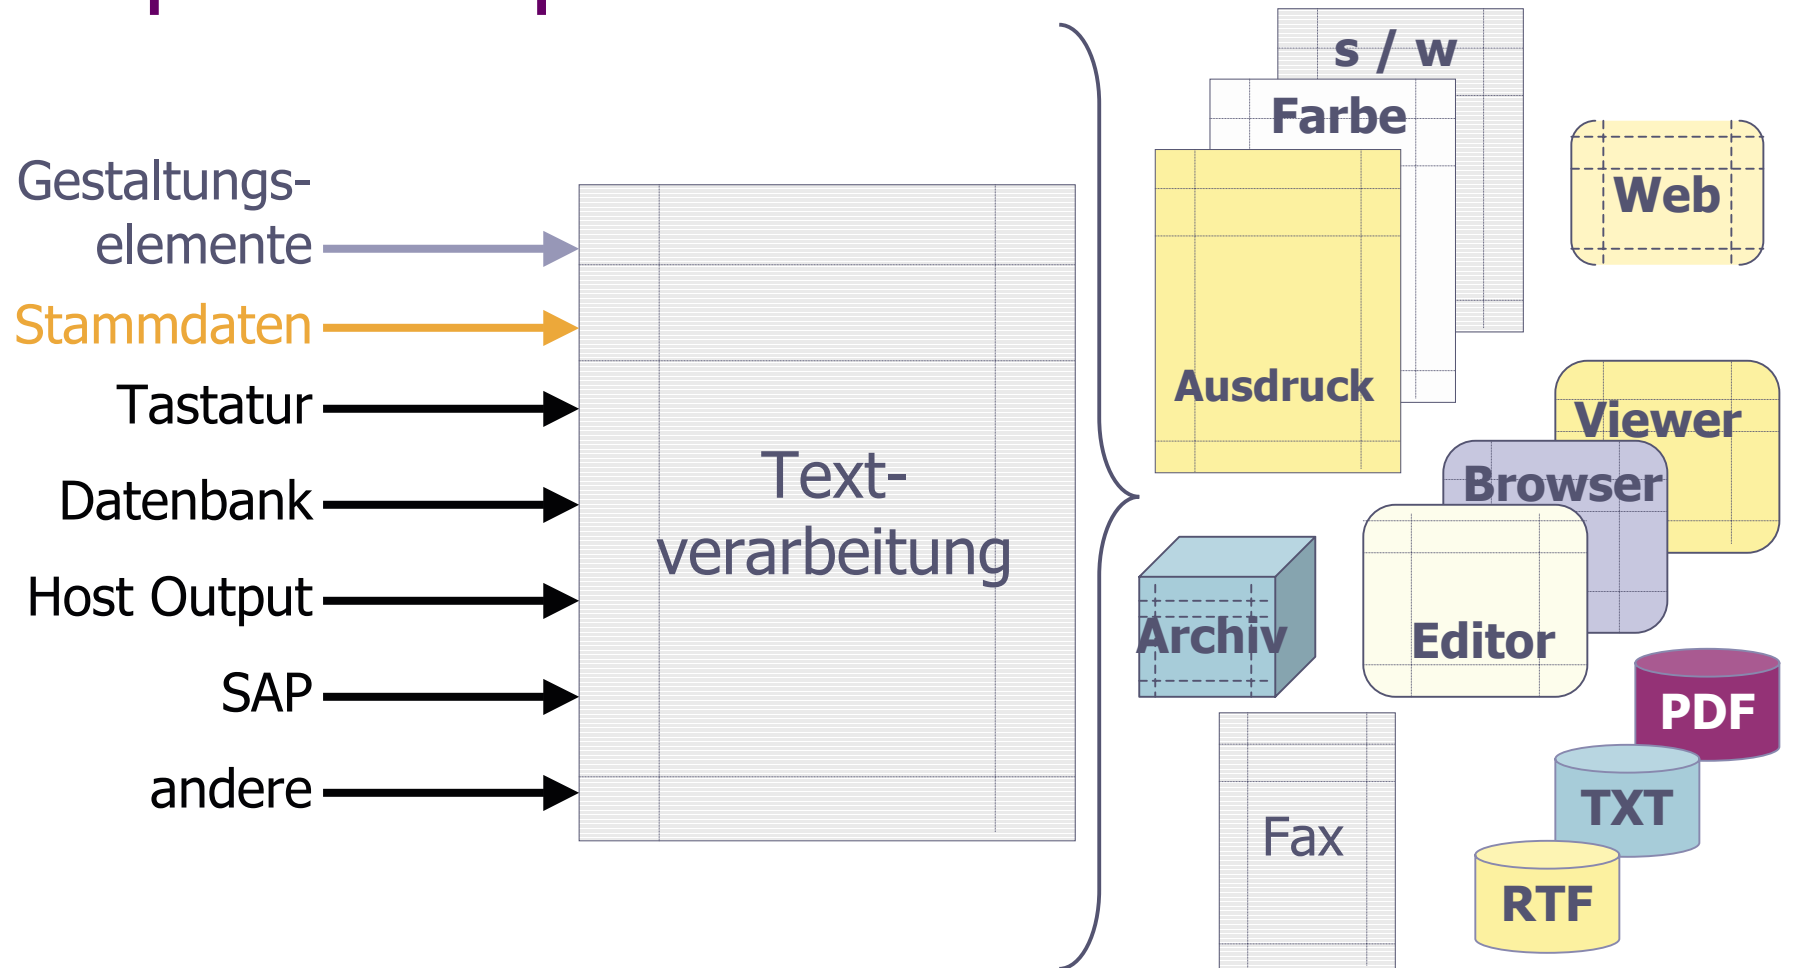 Gestaltungs-
elemente
Stammdaten
Tastatur
Datenbank
Host Output
SAP
andere
Text-
verarbeitung
s / w
Farbe
Ausdruck
Web
Viewer
Browser
Editor
Archiv
Fax
PDF
TXT
RTF